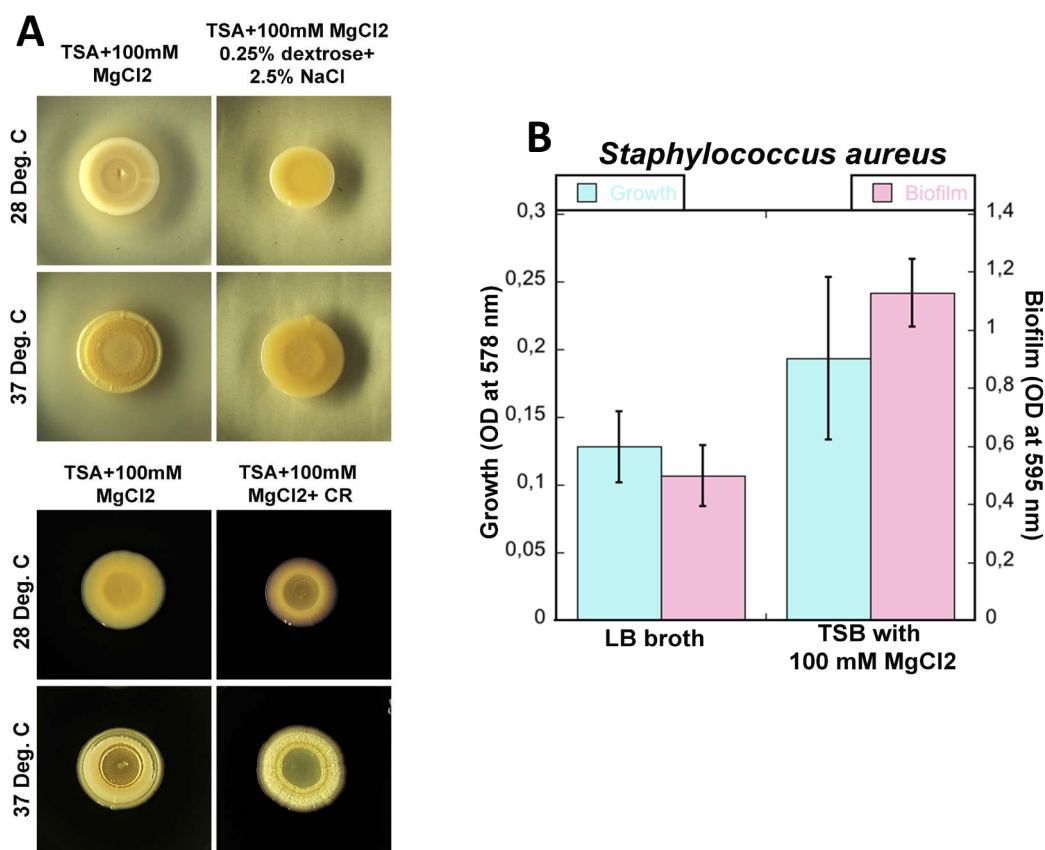 A
TSA+100mM
MgCl2
TSA+100mM MgCl2
0.25% dextrose+
2.5% NaCl
28 Deg. C
37 Deg. C
TSA+100mM
MgCl2
TSA+100mM
MgCl2+ CR
28 Deg. C
37 Deg. C
B
Staphylococcus aureus
Growth
Biofilm
0,3
0,25
0,2
0,15
0,1
0,05
0
Growth (OD at 578 nm)
1,4
1,2
1
0,8
0,6
0,4
0,2
0
Biofilm (OD at 595 nm)
LB broth
TSB with
100 mM MgCl2